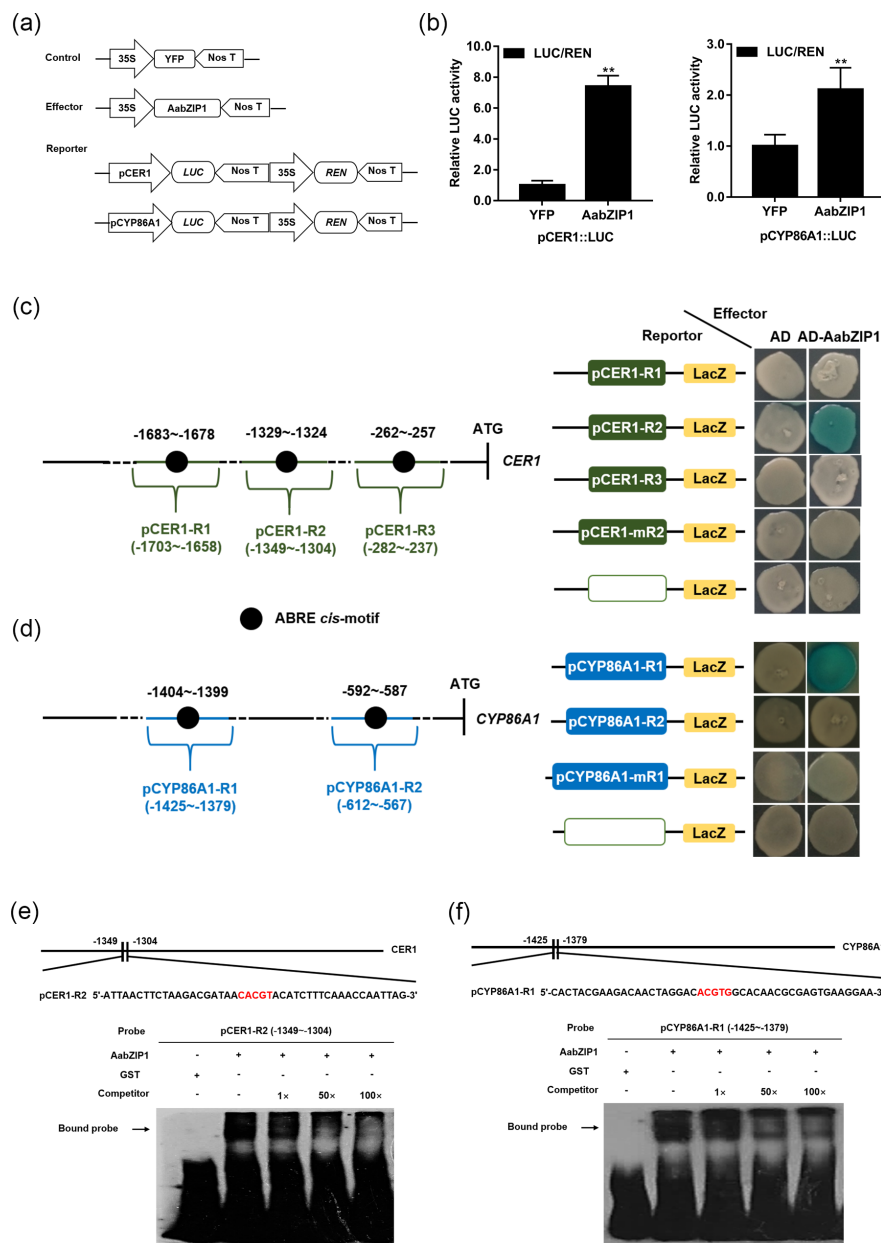 (a)
Control
35S
YFP
Nos T
Effector
35S
AabZIP1
Nos T
Reporter
pCER1
LUC
Nos T
35S
REN
Nos T
pCYP86A1
LUC
Nos T
35S
REN
Nos T
(b)
Relative LUC activity
10.0
8.0
6.0
4.0
2.0
0.0
LUC/REN
**
YFP AabZIP1
pCER1::LUC
Relative LUC activity
3.0
2.0
1.0
0.0
LUC/REN
**
YFP AabZIP1
pCYP86A1::LUC
(c)
-1683~-1678
-1329~-1324
-262~-257
ATG
CER1
pCER1-R1
(-1703~-1658)
pCER1-R2
(-1349~-1304)
pCER1-R3
(-282~-237)
ABRE cis-motif
Effector
Reportor
AD AD-AabZIP1
pCER1-R1 LacZ
pCER1-R2 LacZ
pCER1-R3 LacZ
pCER1-mR2 LacZ
LacZ
(d)
-1404~-1399
-592~-587
ATG
CYP86A1
pCYP86A1-R1
(-1425~-1379)
pCYP86A1-R2
(-612~-567)
pCYP86A1-R1 LacZ
pCYP86A1-R2 LacZ
pCYP86A1-mR1 LacZ
LacZ
(e)
-1349 -1304
CER1
pCER1-R2 5'-ATTAACTTCTAAGACGATAACACGTACATCTTTCAAACCAATTAG-3'
Probe pCER1-R2 (-1349~-1304)
AabZIP1 - + + + +
GST + - - - -
Competitor - - 1× 50× 100×
Bound probe
(f)
-1425 -1379
CYP86A1
pCYP86A1-R1 5'-CACTACGAAGACAACTAGGACACGTGGCACAACGCGAGTGAAGGAA-3'
Probe pCYP86A1-R1 (-1425~-1379)
AabZIP1 - + + + +
GST + - - - -
Competitor - - 1× 50× 100×
Bound probe